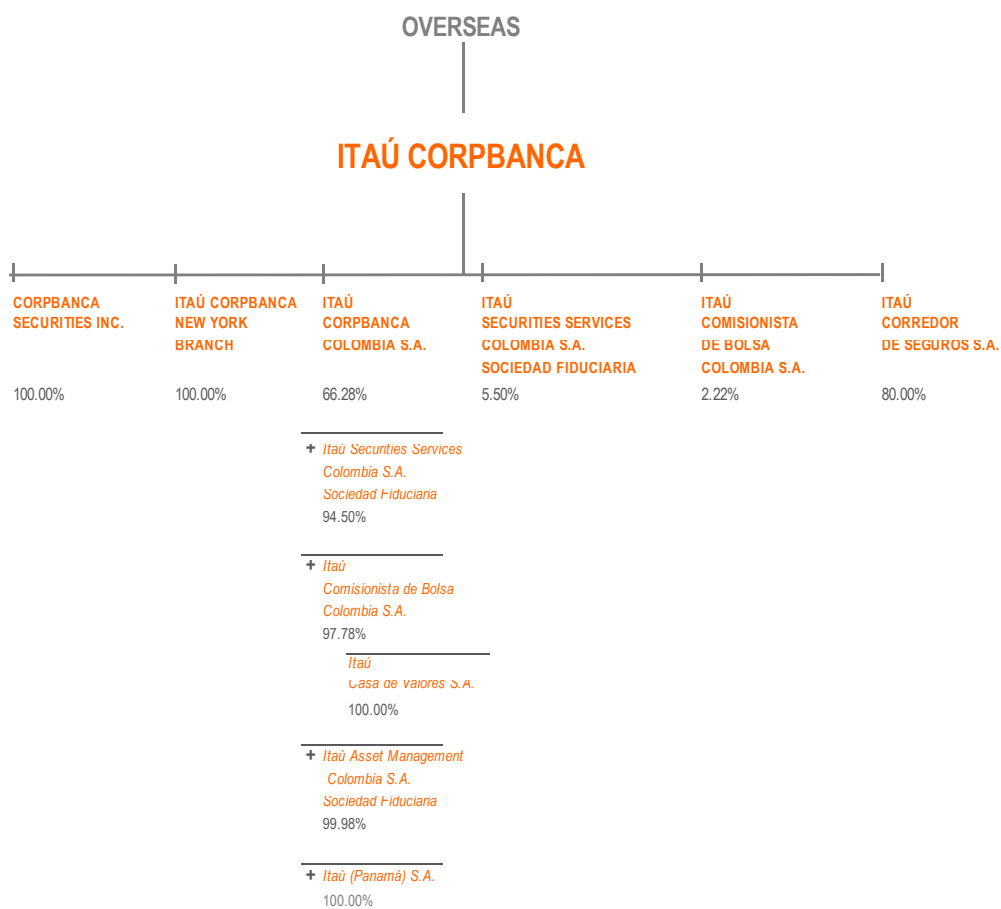 OVERSEAS
ITAÚ CORPBANCA
CORPBANCA
SECURITIES INC.
100.00%
ITAÚ CORPBANCA
NEW YORK
BRANCH
100.00%
ITAÚ
CORPBANCA
COLOMBIA S.A.
66.28%
ITAÚ
SECURITIES SERVICES
COLOMBIA S.A.
SOCIEDAD FIDUCIARIA
5.50%
ITAÚ
COMISIONISTA
DE BOLSA
COLOMBIA S.A.
2.22%
ITAÚ
CORREDOR
DE SEGUROS S.A.
80.00%
+ Itaú Securities Services
Colombia S.A.
Sociedad Fiduciaria
94.50%
+ Itaú
Comisionista de Bolsa
Colombia S.A.
97.78%
Itaú
Casa de Valores S.A.
100.00%
+ Itaú Asset Management
Colombia S.A.
Sociedad Fiduciaria
99.98%
+ Itaú (Panamá) S.A.
100.00%